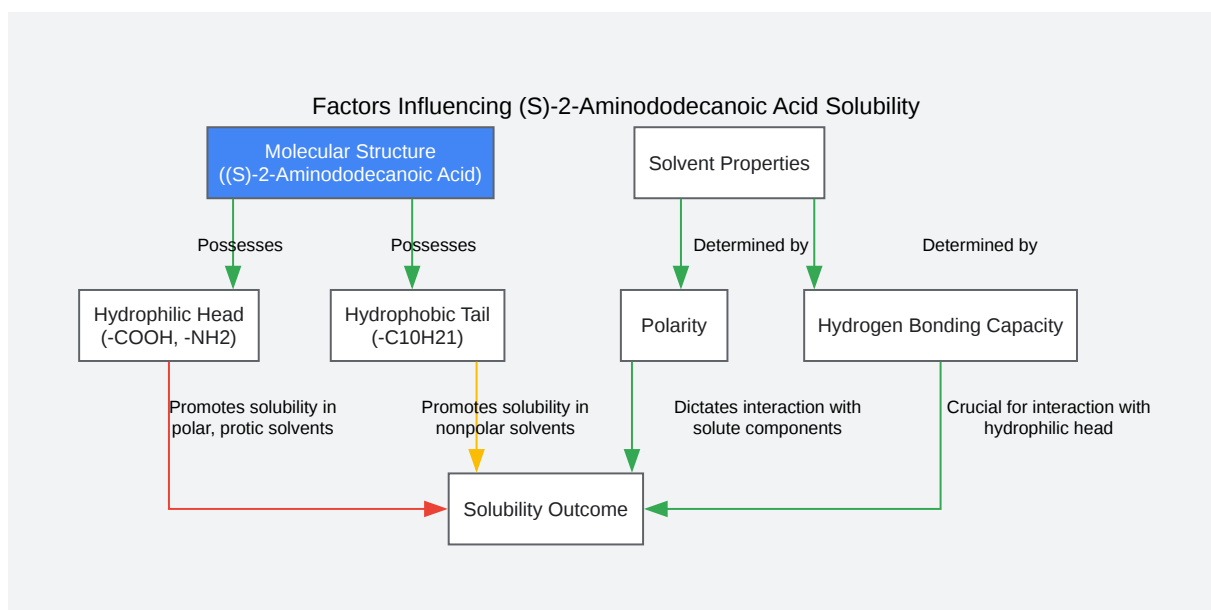 Factors Influencing (S)-2-Aminododecanoic Acid Solubility
Molecular Structure
((S)-2-Aminododecanoic Acid)
Solvent Properties
Possesses
Possesses
Determined by
Determined by
Hydrophilic Head
(-COOH, -NH2)
Hydrophobic Tail
(-C10H21)
Polarity
Hydrogen Bonding Capacity
Promotes solubility in
polar, protic solvents
Promotes solubility in
nonpolar solvents
Dictates interaction with
solute components
Crucial for interaction with
hydrophilic head
Solubility Outcome